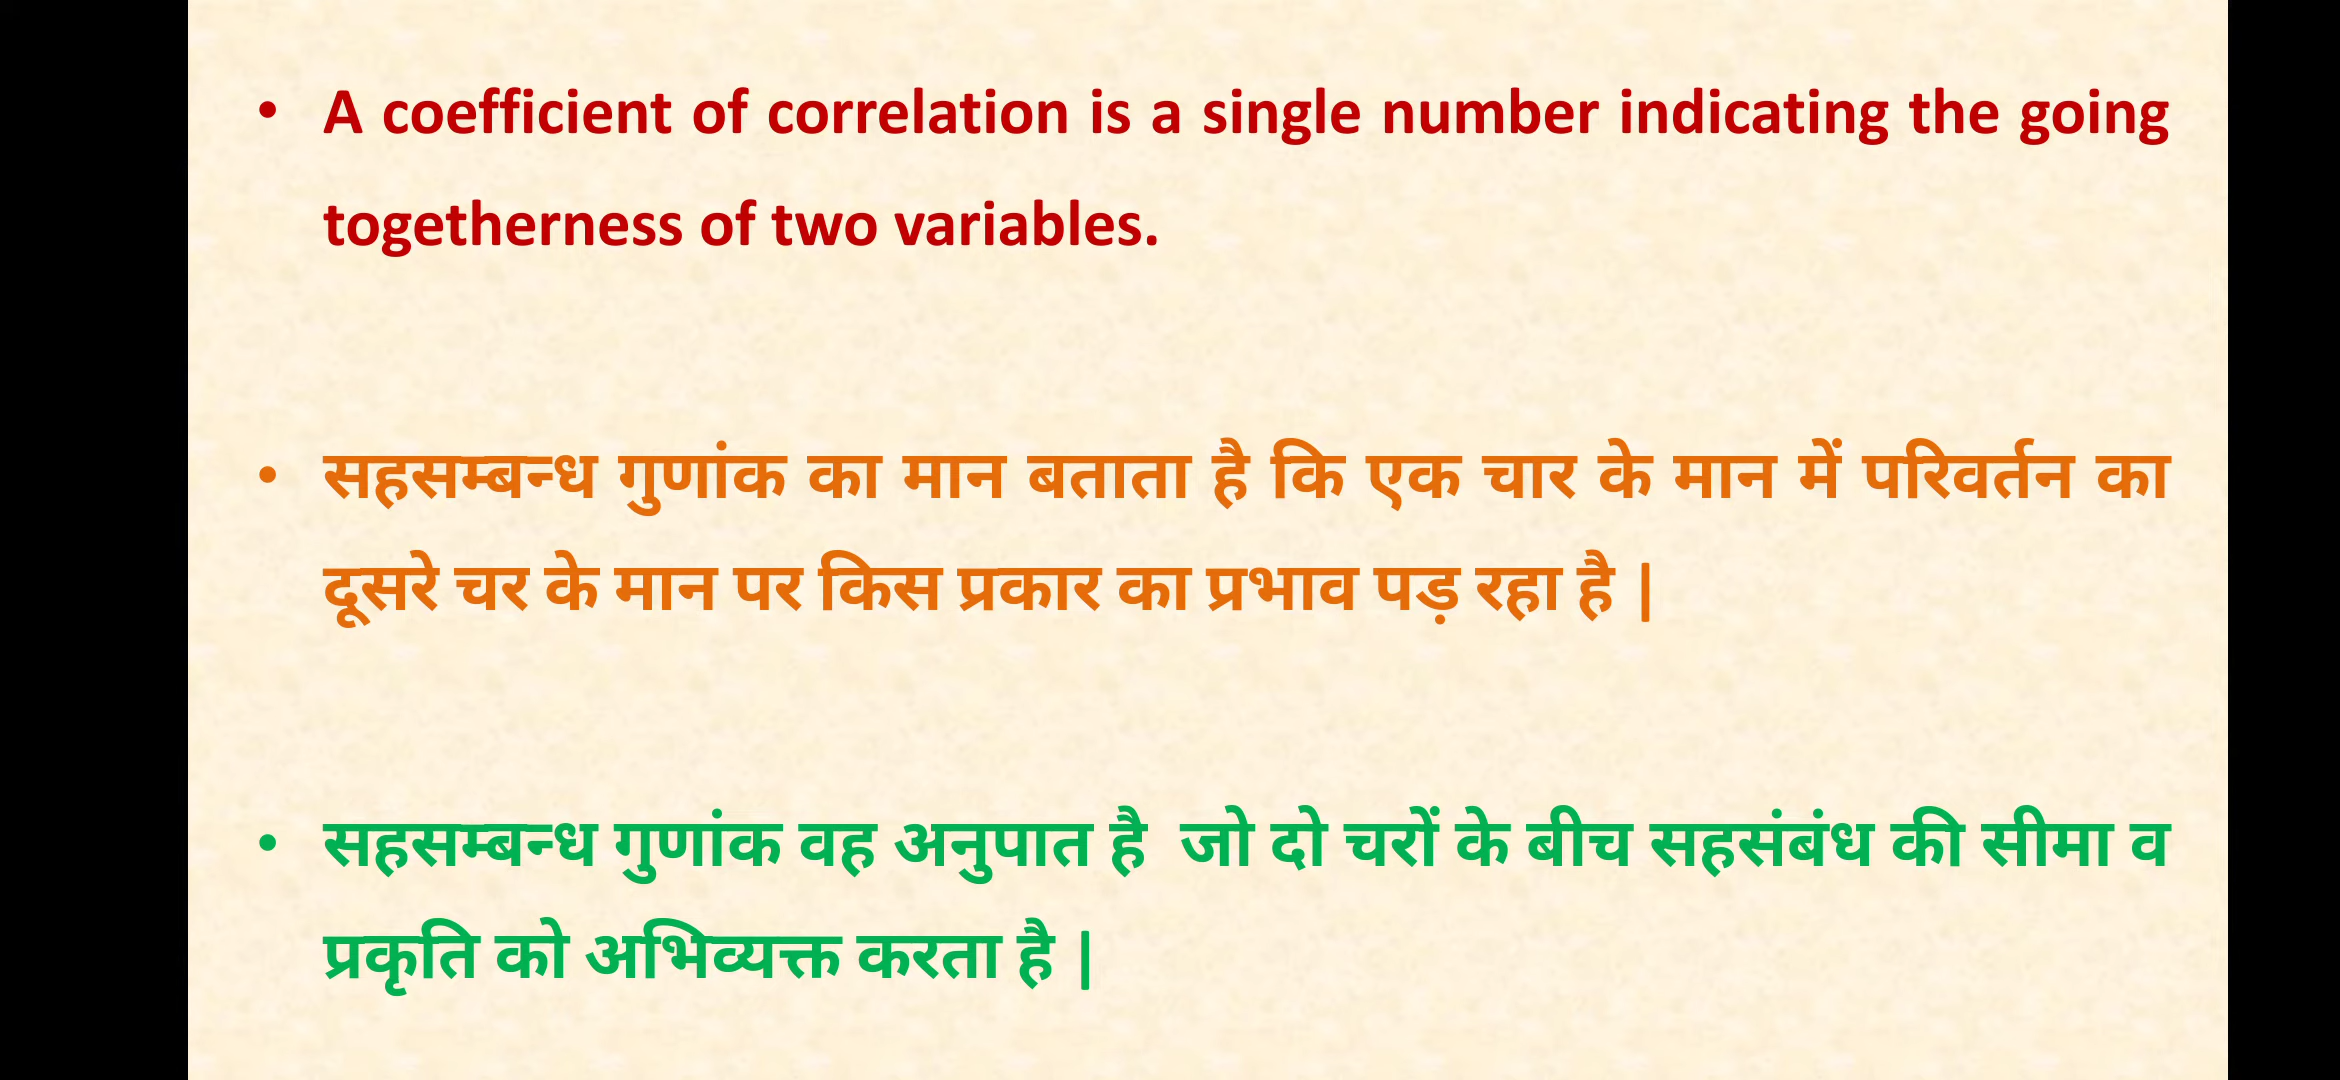 • A coefficient of correlation is a single number indicating the going
togetherness of two variables.
• सहसम्बन्ध गुणांक का मान बताता है कि एक चार के मान में परिवर्तन का
दूसरे चर के मान पर किस प्रकार का प्रभाव पड़ रहा है |
• सहसम्बन्ध गुणांक वह अनुपात है  जो दो चरों के बीच सहसंबंध की सीमा व
प्रकृति को अभिव्यक्त करता है |